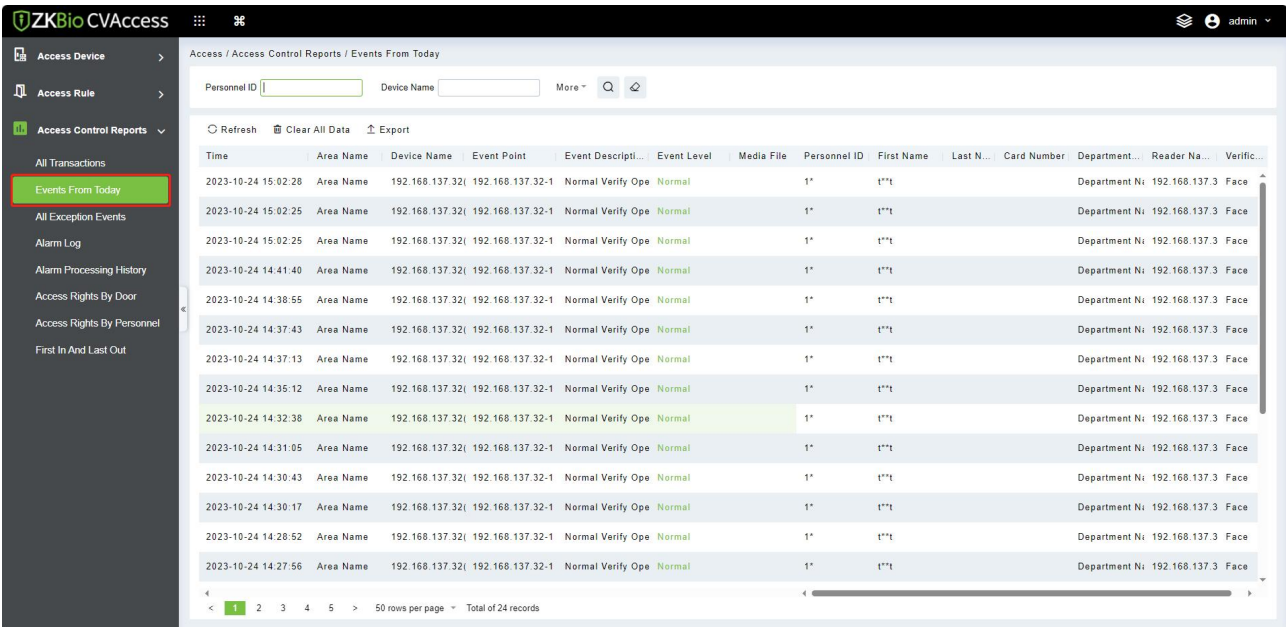 ZKBio CVAccess admin
Access Device
Access Rule
Access Control Reports
All Transactions
Events From Today
All Exception Events
Alarm Log
Alarm Processing History
Access Rights By Door
Access Rights By Personnel
First In And Last Out
Access / Access Control Reports / Events From Today
Personnel ID Device Name More
Refresh Clear All Data Export
Time Area Name Device Name Event Point Event Descripti... Event Level Media File Personnel ID First Name Last N... Card Number Department... Reader Na... Verific...
2023-10-24 15:02:28 Area Name 192.168.137.32( 192.168.137.32-1 Normal Verify Ope Normal 1* t**t Department Na 192.168.137.3 Face
2023-10-24 15:02:25 Area Name 192.168.137.32( 192.168.137.32-1 Normal Verify Ope Normal 1* t**t Department Na 192.168.137.3 Face
2023-10-24 15:02:25 Area Name 192.168.137.32( 192.168.137.32-1 Normal Verify Ope Normal 1* t**t Department Na 192.168.137.3 Face
2023-10-24 14:41:40 Area Name 192.168.137.32( 192.168.137.32-1 Normal Verify Ope Normal 1* t**t Department Na 192.168.137.3 Face
2023-10-24 14:38:55 Area Name 192.168.137.32( 192.168.137.32-1 Normal Verify Ope Normal 1* t**t Department Na 192.168.137.3 Face
2023-10-24 14:37:43 Area Name 192.168.137.32( 192.168.137.32-1 Normal Verify Ope Normal 1* t**t Department Na 192.168.137.3 Face
2023-10-24 14:37:13 Area Name 192.168.137.32( 192.168.137.32-1 Normal Verify Ope Normal 1* t**t Department Na 192.168.137.3 Face
2023-10-24 14:35:12 Area Name 192.168.137.32( 192.168.137.32-1 Normal Verify Ope Normal 1* t**t Department Na 192.168.137.3 Face
2023-10-24 14:32:38 Area Name 192.168.137.32( 192.168.137.32-1 Normal Verify Ope Normal 1* t**t Department Na 192.168.137.3 Face
2023-10-24 14:31:05 Area Name 192.168.137.32( 192.168.137.32-1 Normal Verify Ope Normal 1* t**t Department Na 192.168.137.3 Face
2023-10-24 14:30:43 Area Name 192.168.137.32( 192.168.137.32-1 Normal Verify Ope Normal 1* t**t Department Na 192.168.137.3 Face
2023-10-24 14:30:17 Area Name 192.168.137.32( 192.168.137.32-1 Normal Verify Ope Normal 1* t**t Department Na 192.168.137.3 Face
2023-10-24 14:28:52 Area Name 192.168.137.32( 192.168.137.32-1 Normal Verify Ope Normal 1* t**t Department Na 192.168.137.3 Face
2023-10-24 14:27:56 Area Name 192.168.137.32( 192.168.137.32-1 Normal Verify Ope Normal 1* t**t Department Na 192.168.137.3 Face
< 1 2 3 4 5 > 50 rows per page Total of 24 records